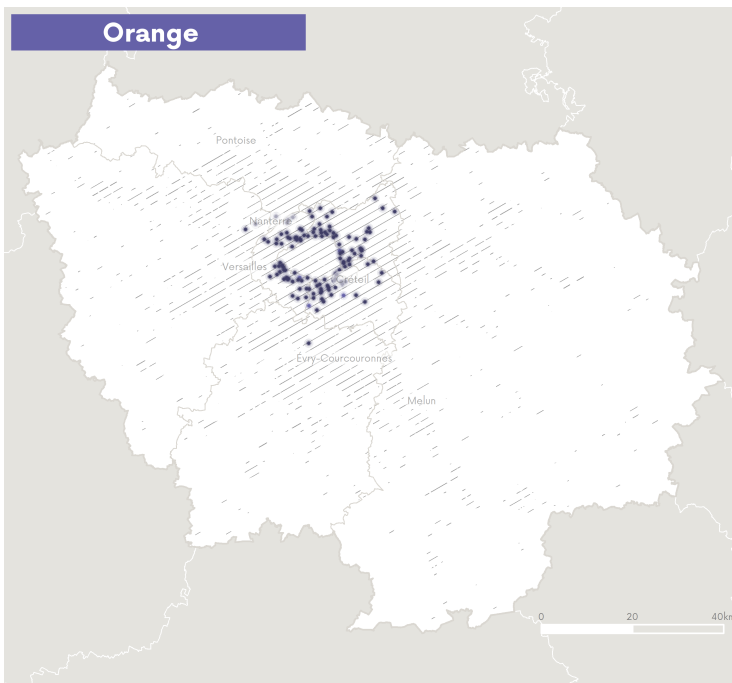 Orange
Pontoise
Nanterre
Versailles
Créteil
Évry-Courcouronnes
Melun
0 20 40km